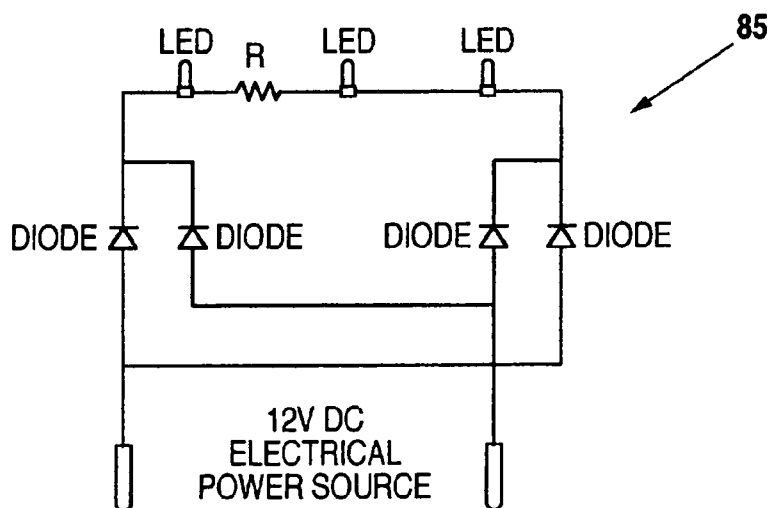 LED
R
LED
LED
85
DIODE
DIODE
DIODE
DIODE
12V DC
ELECTRICAL
POWER SOURCE